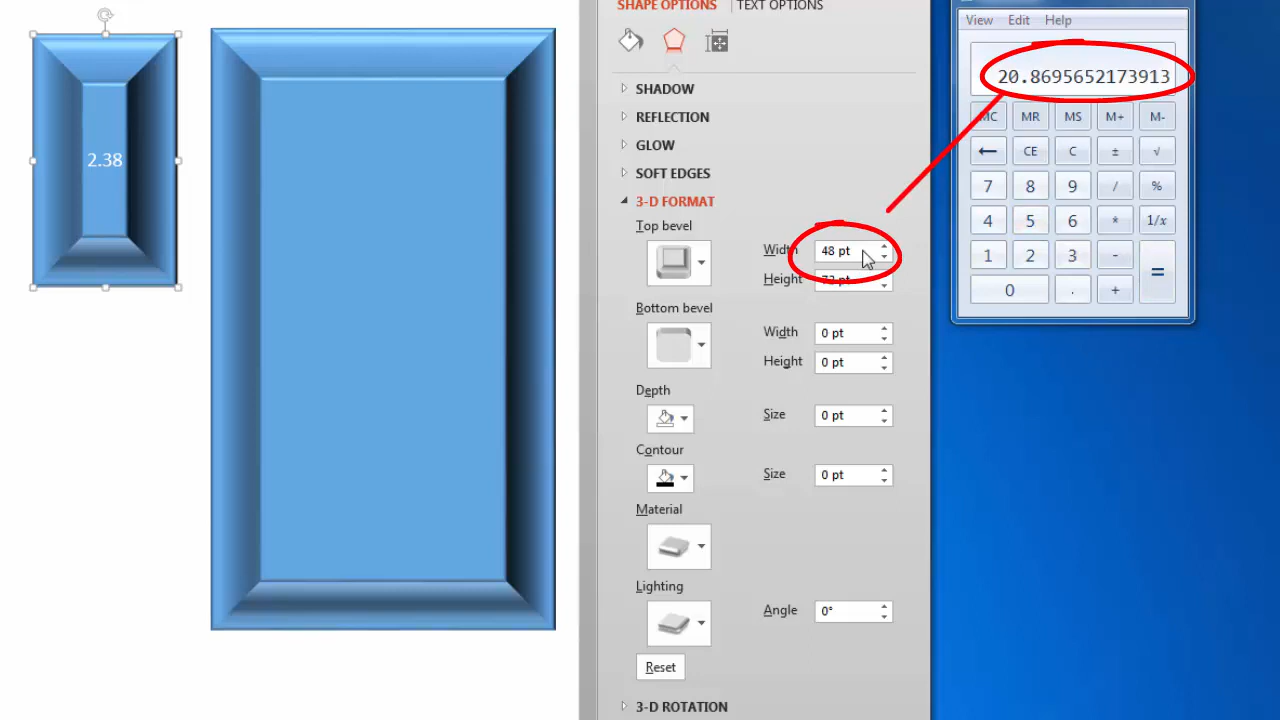 2.38
SHAPE OPTIONS
TEXT OPTIONS
SHADOW
REFLECTION
GLOW
SOFT EDGES
3-D FORMAT
Top bevel
Width 48 pt
Height 72 pt
Bottom bevel
Width 0 pt
Height 0 pt
Depth
Size 0 pt
Contour
Size 0 pt
Material
Lighting
Angle 0°
Reset
3-D ROTATION
View Edit Help
20.8695652173913
MC MR MS M+ M-
← CE C ± √
7 8 9 / %
4 5 6 * 1/x
1 2 3 - =
0 . +